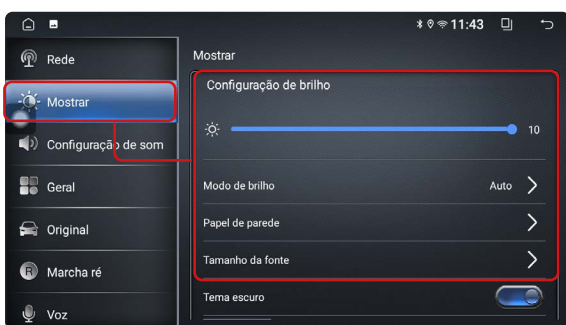 11:43
Rede
Mostrar
Configuração de som
Geral
Original
R Marcha ré
Voz
Mostrar
Configuração de brilho
10
Modo de brilho Auto
Papel de parede
Tamanho da fonte
Tema escuro